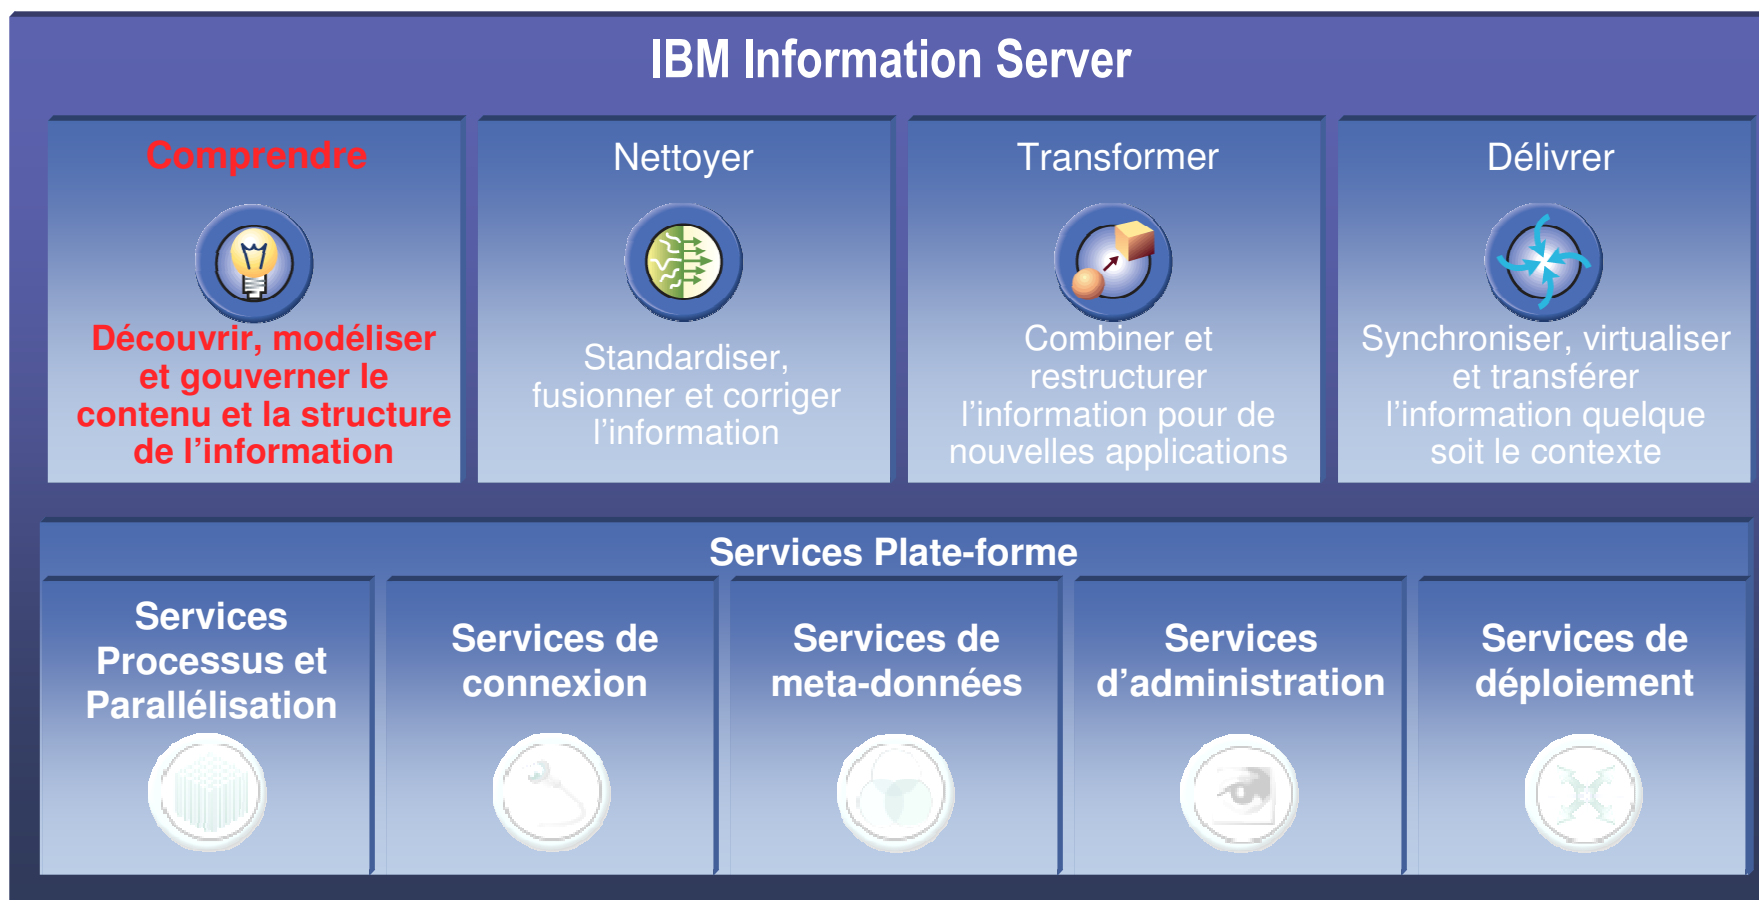 IBM Information Server
Comprendre
Découvrir, modéliser
et gouverner le
contenu et la structure
de l'information
Nettoyer
Standardiser,
fusionner et corriger
l'information
Transformer
Combiner et
restructurer
l'information pour de
nouvelles applications
Délivrer
Synchroniser, virtualiser
et transférer
l'information quelque
soit le contexte
Services Plate-forme
Services
Processus et
Parallélisation
Services de
connexion
Services de
meta-données
Services
d'administration
Services de
déploiement